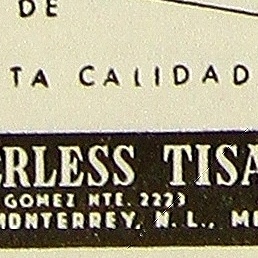 DE
TA CALIDAD
ERLESS TISA
GOMEZ NTE. 2223
MONTERREY, N. L., ME